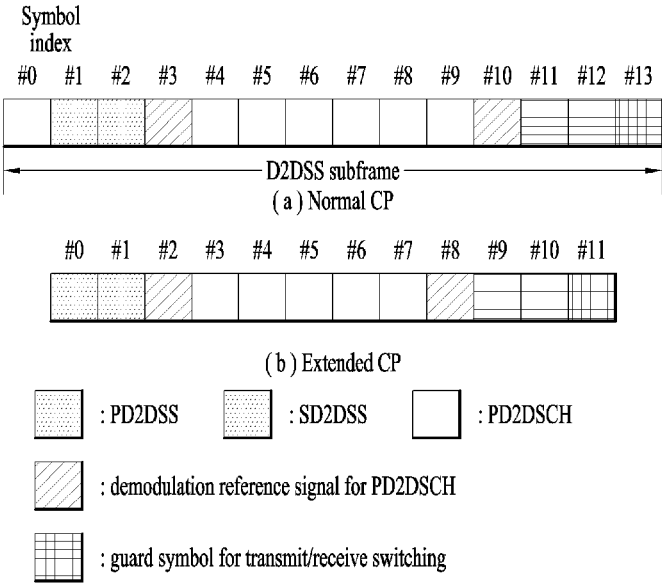 Symbol
index
#0 #1 #2 #3 #4 #5 #6 #7 #8 #9 #10 #11 #12 #13
D2DSS subframe
( a ) Normal CP
#0 #1 #2 #3 #4 #5 #6 #7 #8 #9 #10 #11
( b ) Extended CP
: PD2DSS : SD2DSS : PD2DSCH
: demodulation reference signal for PD2DSCH
: guard symbol for transmit/receive switching